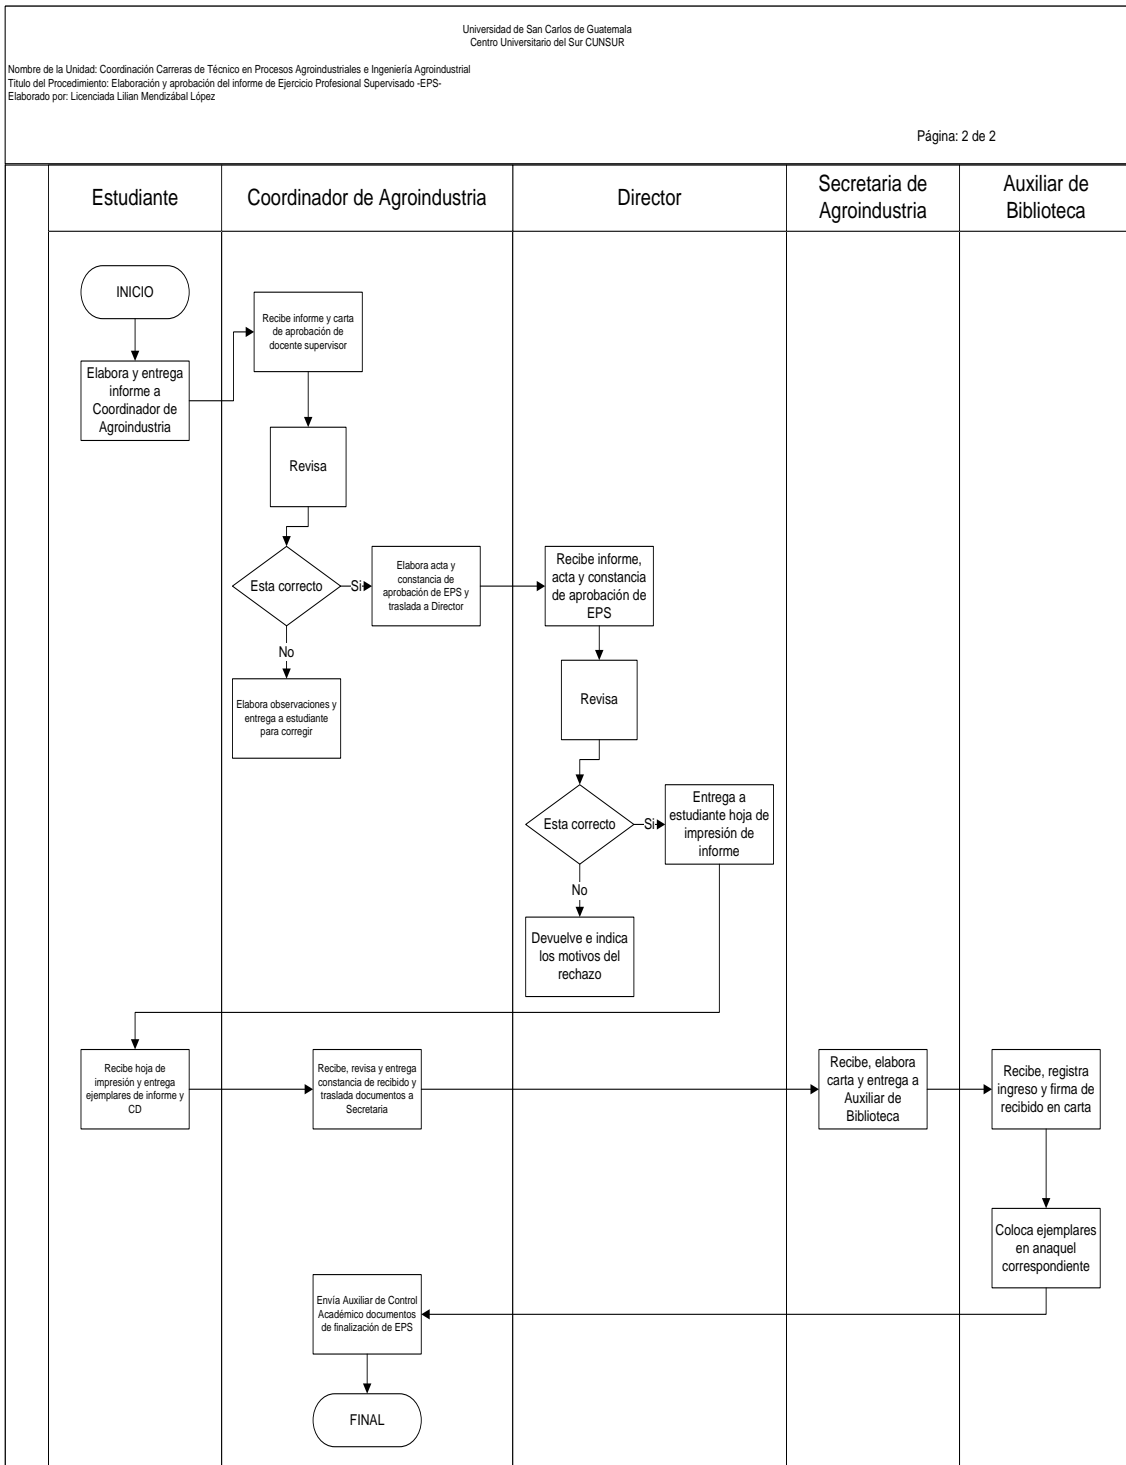 Universidad de San Carlos de Guatemala
Centro Universitario del Sur CUNSUR
Nombre de la Unidad: Coordinación Carreras de Técnico en Procesos Agroindustriales e Ingeniería Agroindustrial
Titulo del Procedimiento: Elaboración y aprobación del informe de Ejercicio Profesional Supervisado -EPS-
Elaborado por: Licenciada Lilian Mendizábal López
Página: 2 de 2
Estudiante
Coordinador de Agroindustria
Director
Secretaria de
Agroindustria
Auxiliar de
Biblioteca
INICIO
Elabora y entrega
informe a
Coordinador de
Agroindustria
Recibe informe y carta
de aprobación de
docente supervisor
Revisa
Esta correcto
Si
Elabora acta y
constancia de
aprobación de EPS y
traslada a Director
No
Elabora observaciones y
entrega a estudiante
para corregir
Recibe informe,
acta y constancia
de aprobación de
EPS
Revisa
Esta correcto
Si
Entrega a
estudiante hoja de
impresión de
informe
No
Devuelve e indica
los motivos del
rechazo
Recibe hoja de
impresión y entrega
ejemplares de informe y
CD
Recibe, revisa y entrega
constancia de recibido y
traslada documentos a
Secretaria
Recibe, elabora
carta y entrega a
Auxiliar de
Biblioteca
Recibe, registra
ingreso y firma de
recibido en carta
Coloca ejemplares
en anaquel
correspondiente
Envía Auxiliar de Control
Académico documentos
de finalización de EPS
FINAL